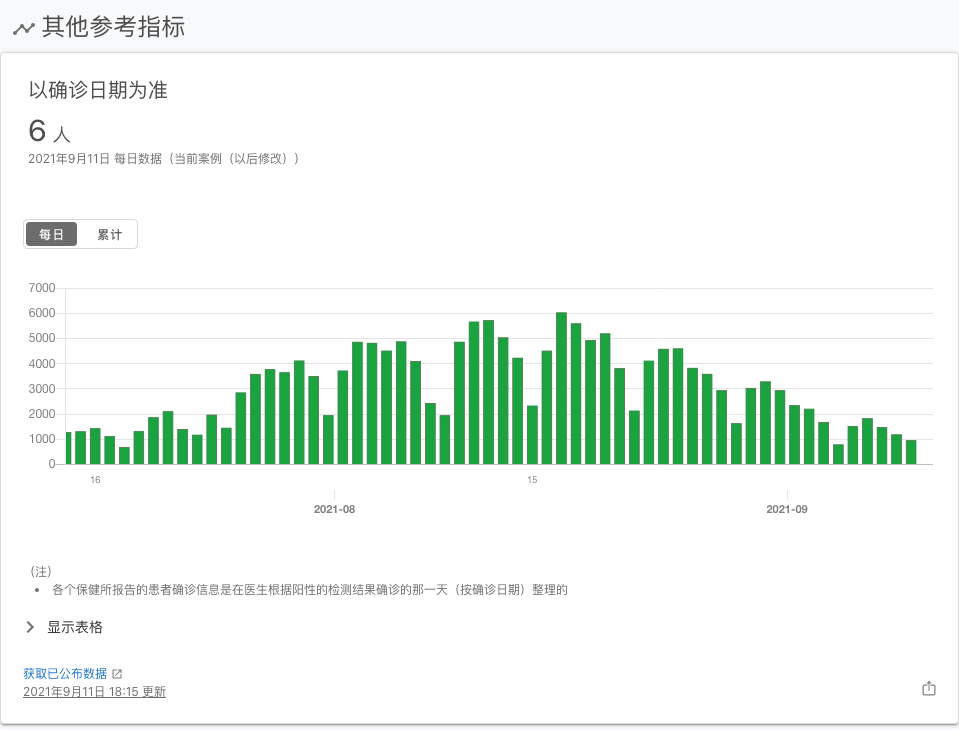 其他参考指标
以确诊日期为准
6 人
2021年9月11日 每日数据（当前案例（以后修改））
每日 累计
7000
6000
5000
4000
3000
2000
1000
0
16 15
2021-08 2021-09
（注）
• 各个保健所报告的患者确诊信息是在医生根据阳性的检测结果确诊的那一天（按确诊日期）整理的
显示表格
获取已公布数据
2021年9月11日 18:15 更新